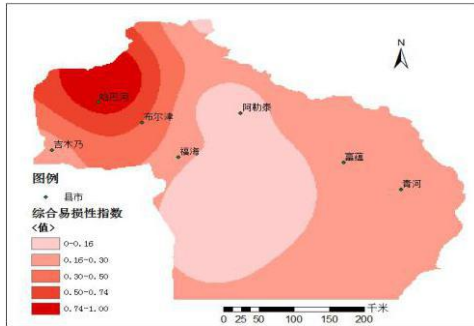 N
哈巴河
布尔津
阿勒泰
吉木乃
福海
富蕴
青河
图例
县市
综合易损性指数
<值>
0-0.16
0.16-0.30
0.30-0.50
0.50-0.74
0.74-1.00
千米
0 25 50 100 150 200